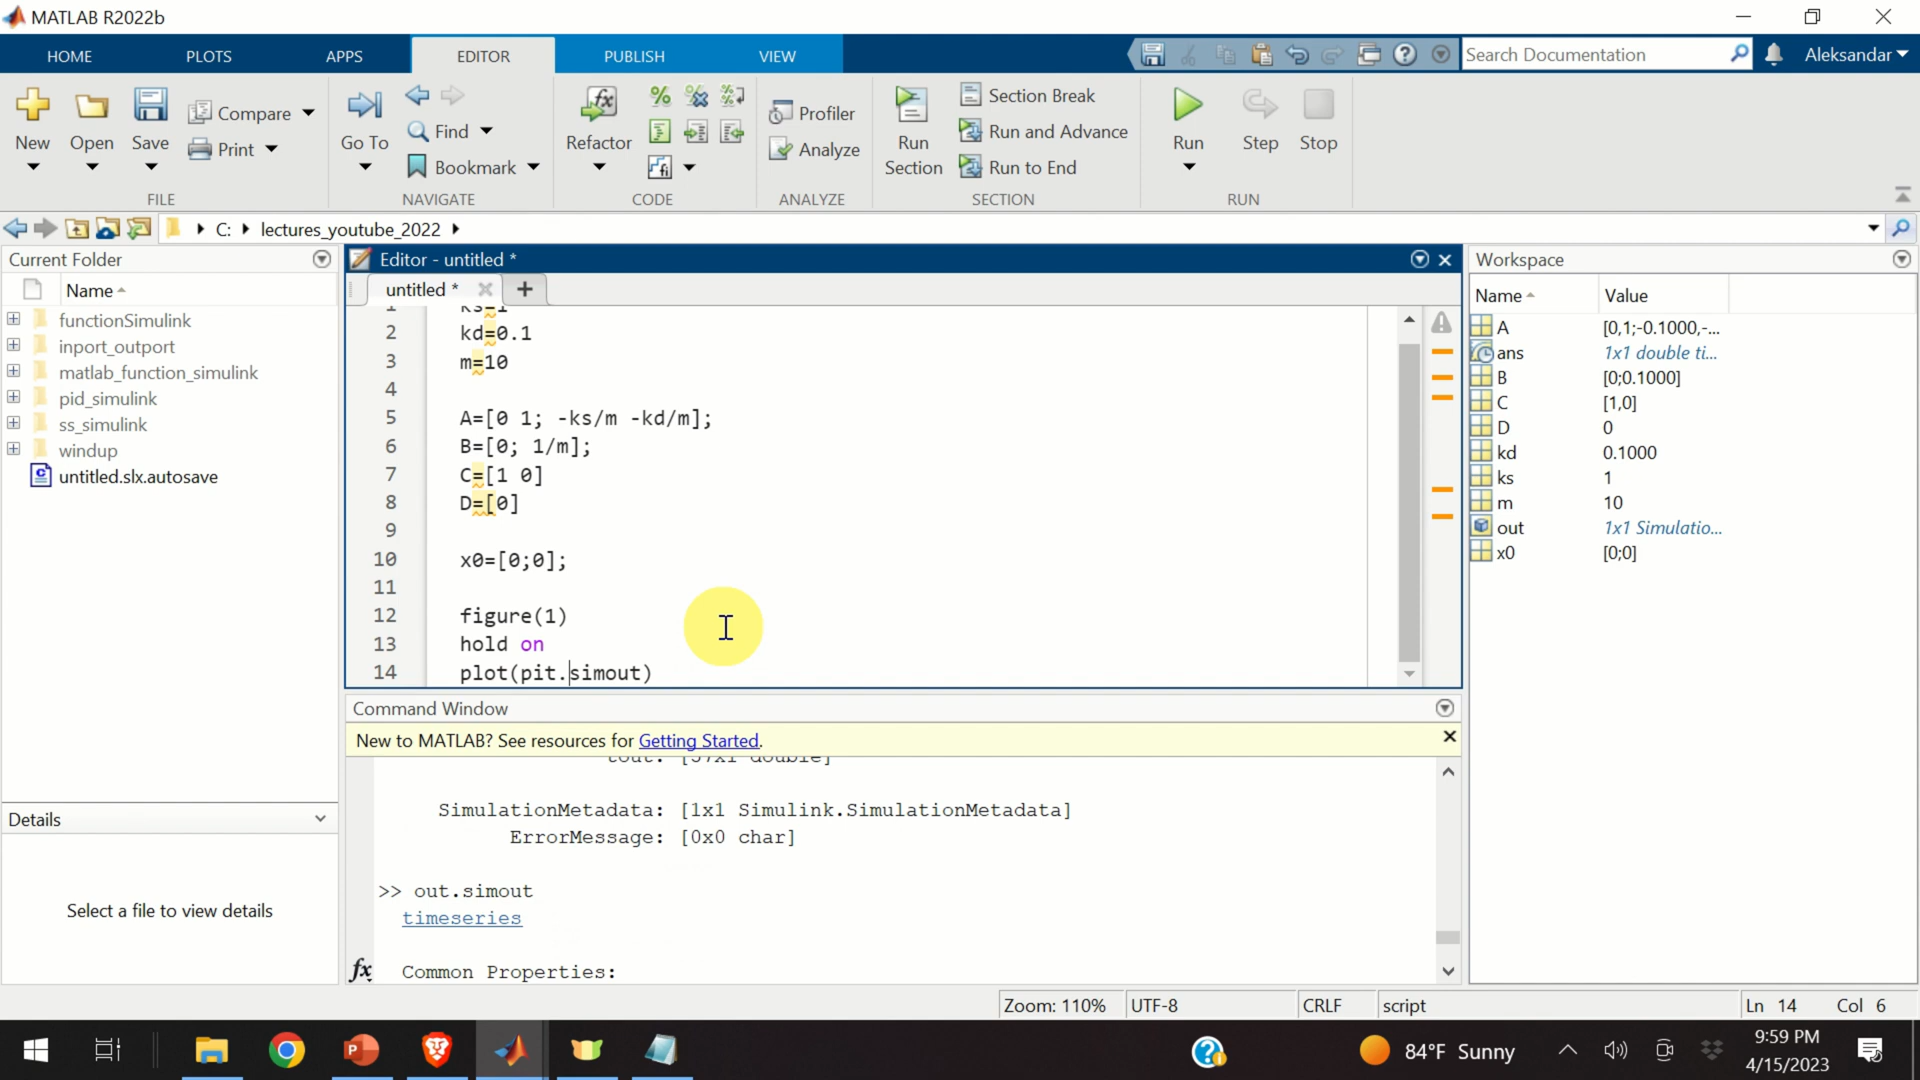 MATLAB R2022b
HOME PLOTS APPS EDITOR PUBLISH VIEW Search Documentation Aleksandar
New Open Save Compare Print
Go To Find Bookmark
Refactor
Profiler Analyze
Run Section Section Break Run and Advance Run to End
Run Step Stop
FILE NAVIGATE CODE ANALYZE SECTION RUN
C: lectures_youtube_2022
Current Folder
Name
functionSimulink
inport_outport
matlab_function_simulink
pid_simulink
ss_simulink
windup
untitled.slx.autosave
Details
Select a file to view details
Editor - untitled *
untitled *
1 ks=1
2 kd=0.1
3 m=10
4
5 A=[0 1; -ks/m -kd/m];
6 B=[0; 1/m];
7 C=[1 0]
8 D=[0]
9
10 x0=[0;0];
11
12 figure(1)
13 hold on
14 plot(pit.simout)
Command Window
New to MATLAB? See resources for Getting Started.
tout: [57x1 double]
SimulationMetadata: [1x1 Simulink.SimulationMetadata]
ErrorMessage: [0x0 char]
>> out.simout
timeseries
fx Common Properties:
Workspace
Name Value
A [0,1;-0.1000,-...
ans 1x1 double ti...
B [0;0.1000]
C [1,0]
D 0
kd 0.1000
ks 1
m 10
out 1x1 Simulatio...
x0 [0;0]
Zoom: 110% UTF-8 CRLF script Ln 14 Col 6
84°F Sunny
9:59 PM
4/15/2023